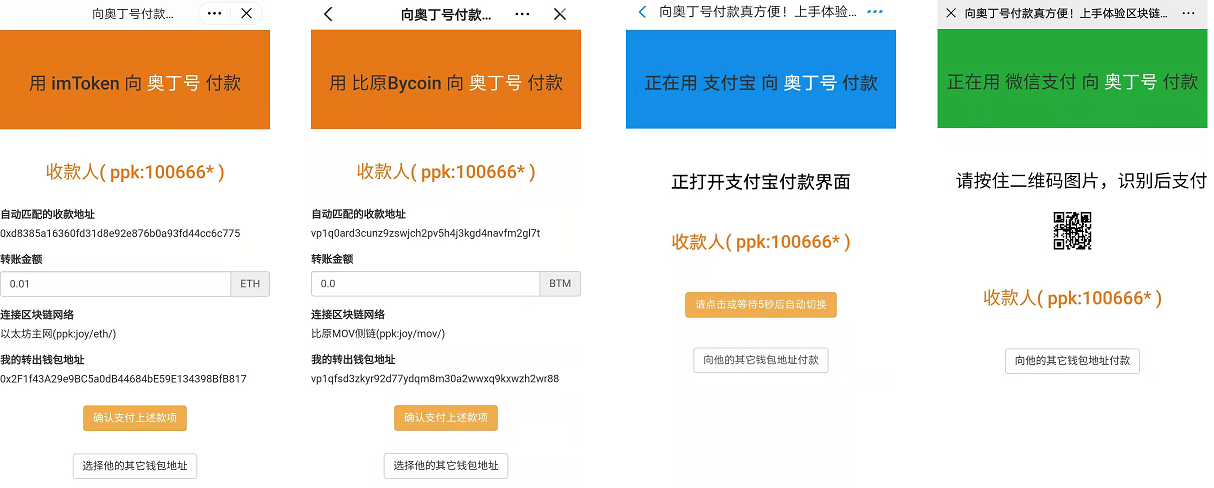 向奥丁号付款...
用 imToken 向 奥丁号 付款
收款人( ppk:100666* )
自动匹配的收款地址
0xd8385a16360fd31d8e92e876b0a93fd44cc6c775
转账金额
0.01 ETH
连接区块链网络
以太坊主网(ppk:joy/eth/)
我的转出钱包地址
0x2F1f43A29e9BC5a0dB44684bE59E134398BfB817
确认支付上述款项
选择他的其它钱包地址
向奥丁号付款...
用 比原Bycoin 向 奥丁号 付款
收款人( ppk:100666* )
自动匹配的收款地址
vp1q0ard3cunz9zswjch2pv5h4j3kgd4navfm2gl7t
转账金额
0.0 BTM
连接区块链网络
比原MOV侧链(ppk:joy/mov/)
我的转出钱包地址
vp1qfsd3zkyr92d77ydqm8m30a2wwxq9kxwzh2wr88
确认支付上述款项
选择他的其它钱包地址
向奥丁号付款真方便！上手体验...
正在用 支付宝 向 奥丁号 付款
正打开支付宝付款界面
收款人( ppk:100666* )
请点击或等待5秒后自动切换
向他的其它钱包地址付款
向奥丁号付款真方便！上手体验区块链...
正在用 微信支付 向 奥丁号 付款
请按住二维码图片，识别后支付
收款人( ppk:100666* )
向他的其它钱包地址付款